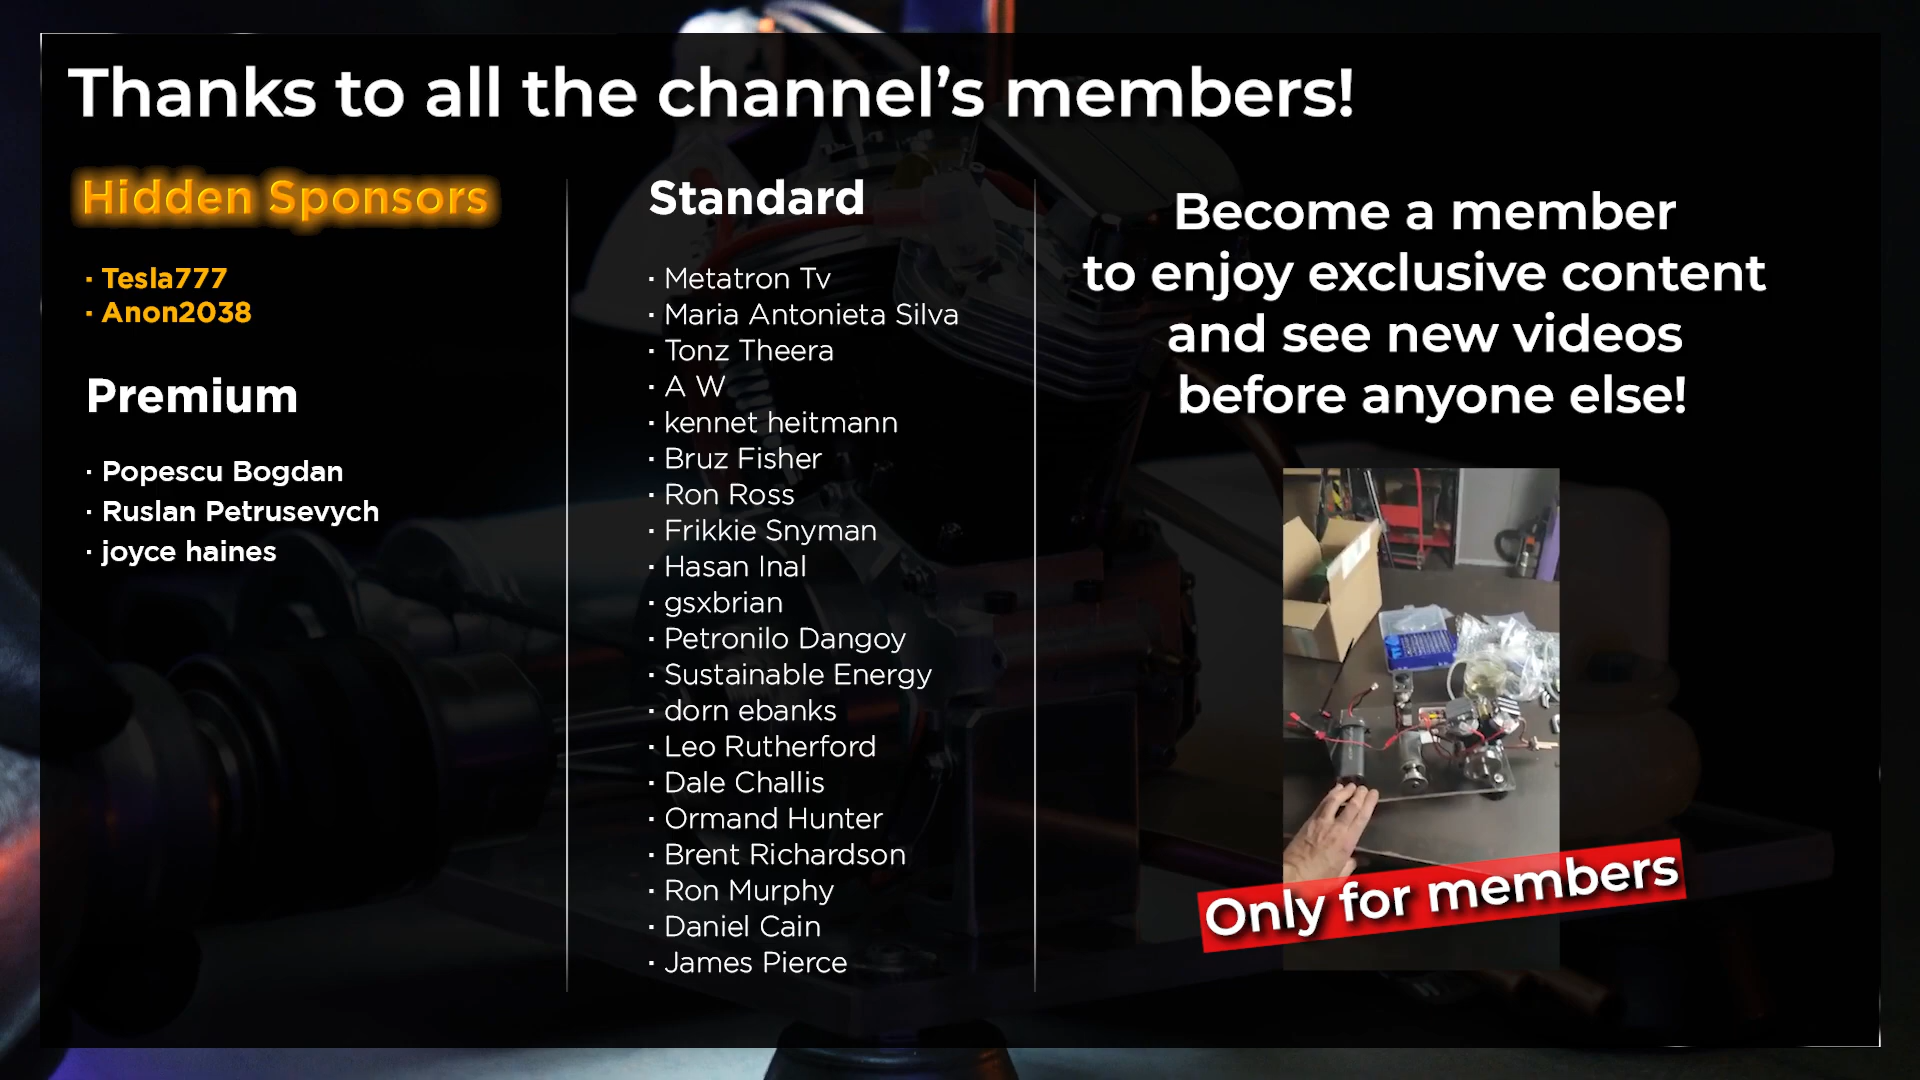 Thanks to all the channel’s members!
Hidden Sponsors
· Tesla777
· Anon2038
Premium
· Popescu Bogdan
· Ruslan Petrusevych
· joyce haines
Standard
· Metatron Tv
· Maria Antonieta Silva
· Tonz Theera
· A W
· kennet heitmann
· Bruz Fisher
· Ron Ross
· Frikkie Snyman
· Hasan Inal
· gsxbrian
· Petronilo Dangoy
· Sustainable Energy
· dorn ebanks
· Leo Rutherford
· Dale Challis
· Ormand Hunter
· Brent Richardson
· Ron Murphy
· Daniel Cain
· James Pierce
Become a member
to enjoy exclusive content
and see new videos
before anyone else!
Only for members